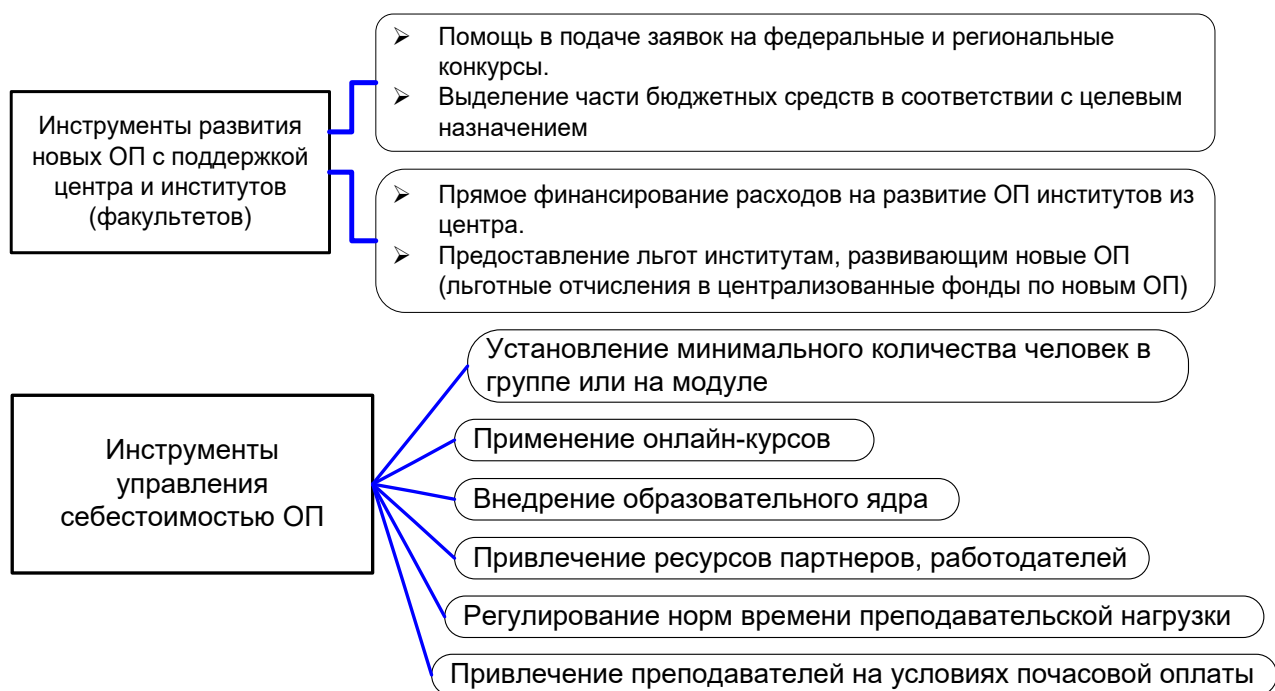 Инструменты развития
новых ОП с поддержкой
центра и институтов
(факультетов)
➢ Помощь в подаче заявок на федеральные и региональные
конкурсы.
➢ Выделение части бюджетных средств в соответствии с целевым
назначением
➢ Прямое финансирование расходов на развитие ОП институтов из
центра.
➢ Предоставление льгот институтам, развивающим новые ОП
(льготные отчисления в централизованные фонды по новым ОП)
Инструменты
управления
себестоимостью ОП
Установление минимального количества человек в
группе или на модуле
Применение онлайн-курсов
Внедрение образовательного ядра
Привлечение ресурсов партнеров, работодателей
Регулирование норм времени преподавательской нагрузки
Привлечение преподавателей на условиях почасовой оплаты